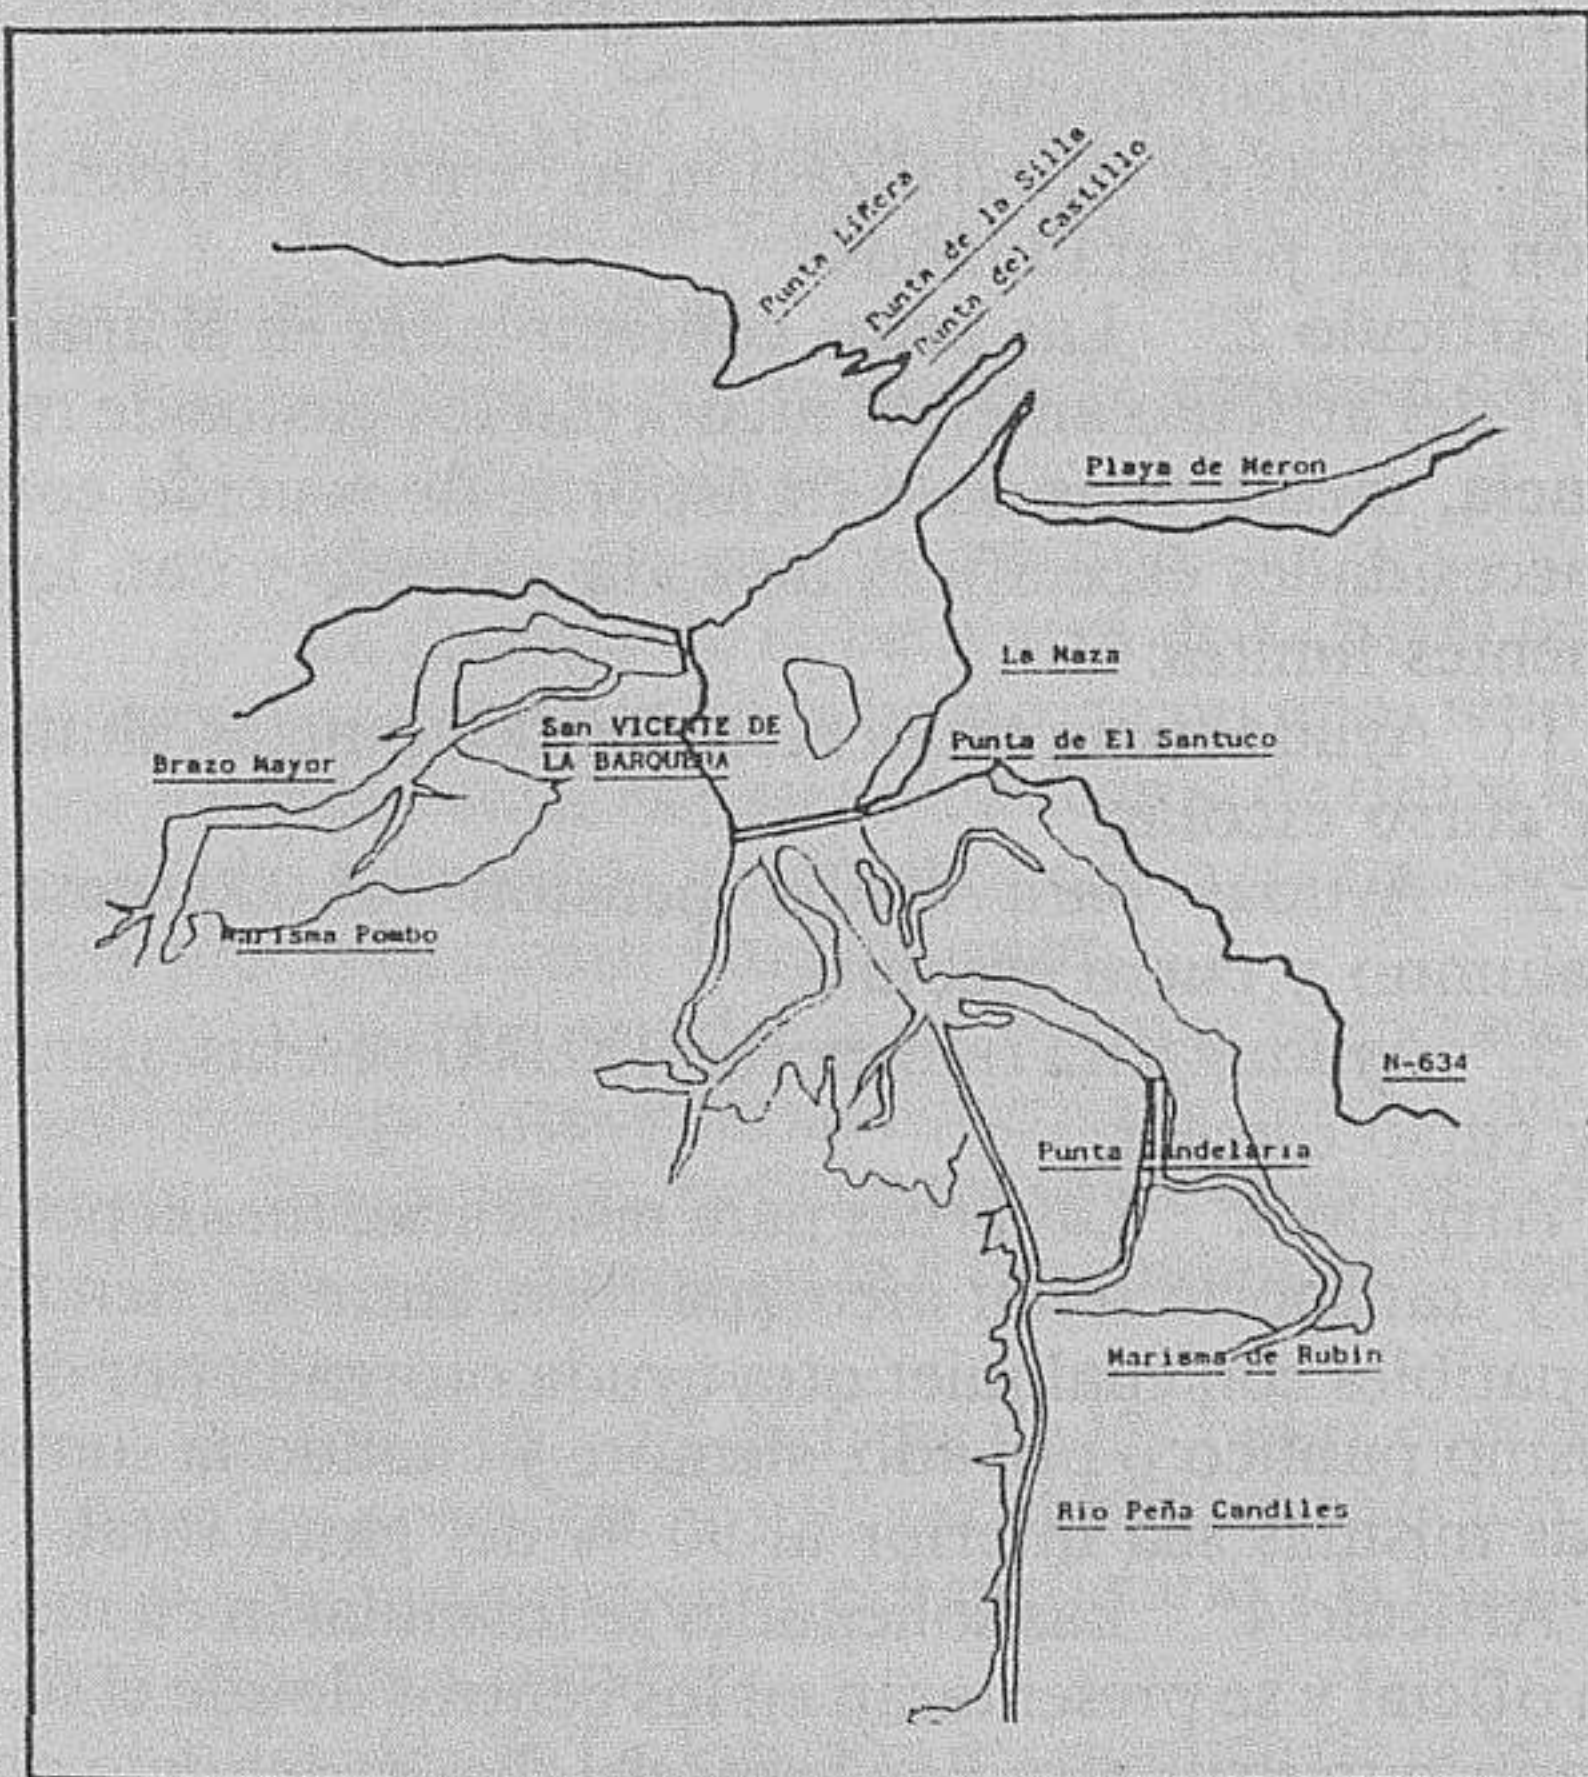 Punta Liñera
Punta de la Silla
Punta del Castillo
Playa de Meron
La Maza
San VICENTE DE
LA BARQUERA
Punta de El Santuco
Brazo Mayor
Marisma Pombo
N-634
Punta
Marisma de Rubin
Rio Peña Candiles